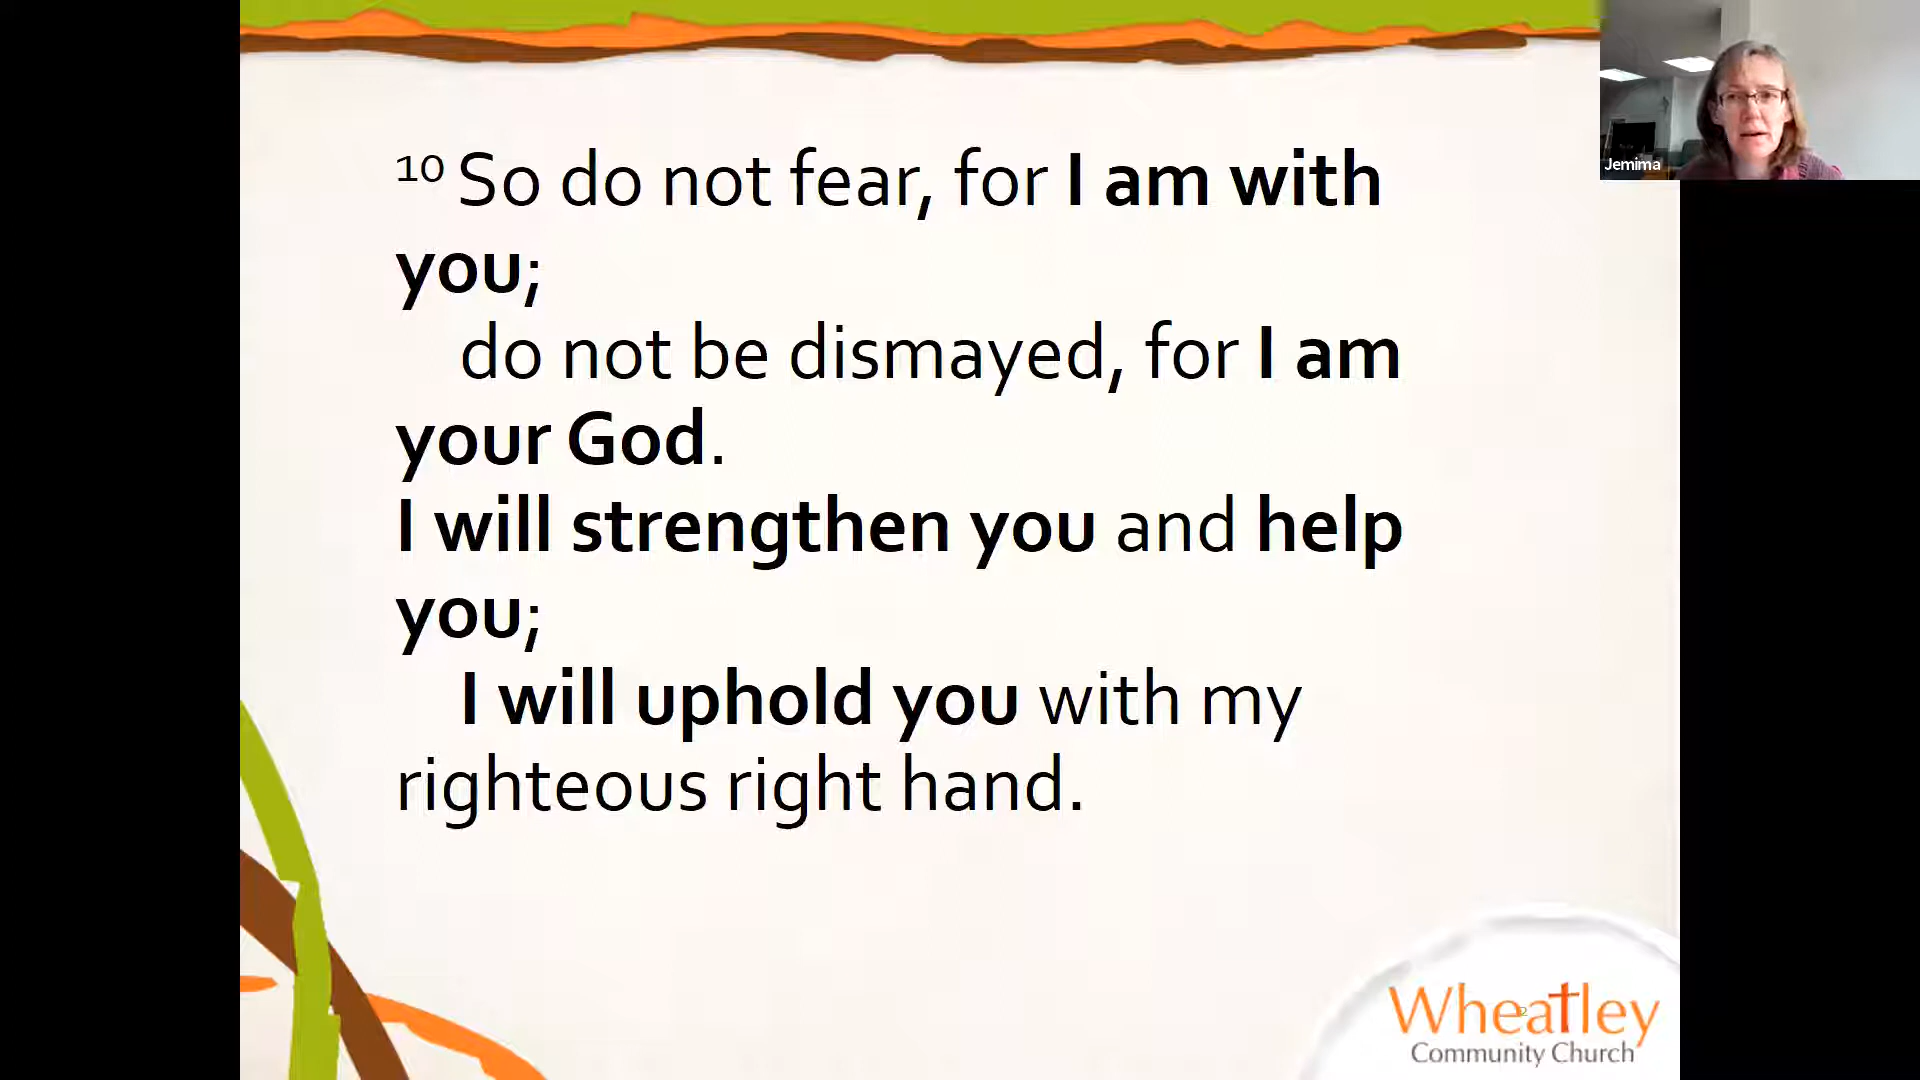 10 So do not fear, for I am with
you;
do not be dismayed, for I am
your God.
I will strengthen you and help
you;
I will uphold you with my
righteous right hand.
Jemima
12
Wheatley
Community Church